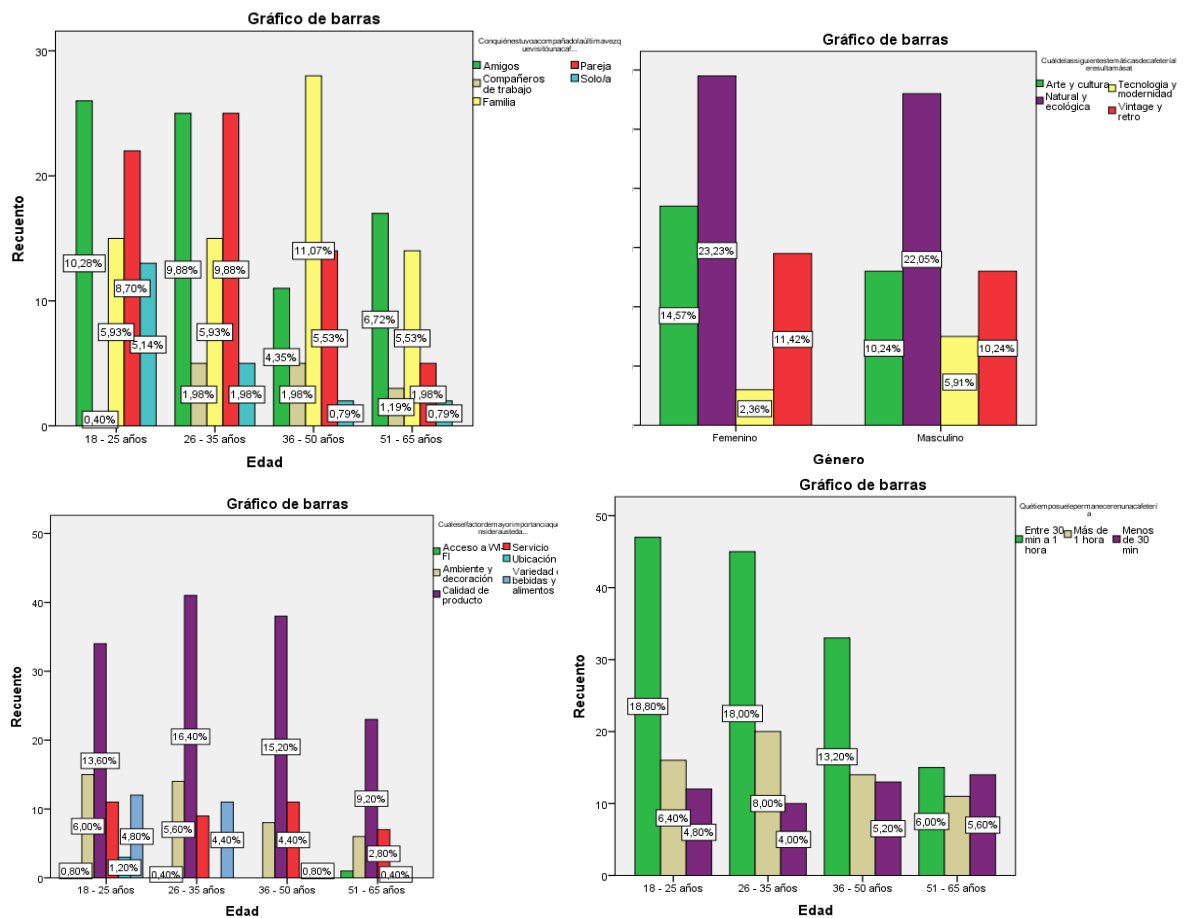 Gráfico de barras
Conquiénestuvoacompañadolaúltimavezq
uevisitóunacaf...
Amigos
Compañeros
de trabajo
Familia
Pareja
Solo/a
Recuento
30
20
10
0
10,28%
0,40%
5,93%
8,70%
5,14%
9,88%
1,98%
5,93%
9,88%
1,98%
4,35%
1,98%
11,07%
5,53%
0,79%
6,72%
1,19%
5,53%
1,98%
0,79%
18 - 25 años
26 - 35 años
36 - 50 años
51 - 65 años
Edad
Gráfico de barras
Cuáldelassiguientestemáticasdecafeteríal
eresultamásat
Arte y cultura
Natural y
ecológica
Tecnologia y
modernidad
Vintage y
retro
14,57%
23,23%
2,36%
11,42%
10,24%
22,05%
5,91%
10,24%
Femenino
Masculino
Género
Gráfico de barras
Cuáleselfactordemayorimportanciaque
nsiderausteda...
Acceso a WI-
FI
Ambiente y
decoración
Calidad de
producto
Servicio
Ubicación
Variedad
bebidas y
alimentos
Recuento
50
40
30
20
10
0
0,80%
6,00%
13,60%
1,20%
4,80%
0,40%
5,60%
16,40%
4,40%
15,20%
4,40%
0,80%
9,20%
2,80%
0,40%
18 - 25 años
26 - 35 años
36 - 50 años
51 - 65 años
Edad
Gráfico de barras
Quétiemposuelepermanecerenunacafeterí
a
Entre 30
min a 1
hora
Más de
1 hora
Menos
de 30
min
Recuento
50
40
30
20
10
0
18,80%
6,40%
4,80%
18,00%
8,00%
4,00%
13,20%
5,20%
6,00%
5,60%
18 - 25 años
26 - 35 años
36 - 50 años
51 - 65 años
Edad